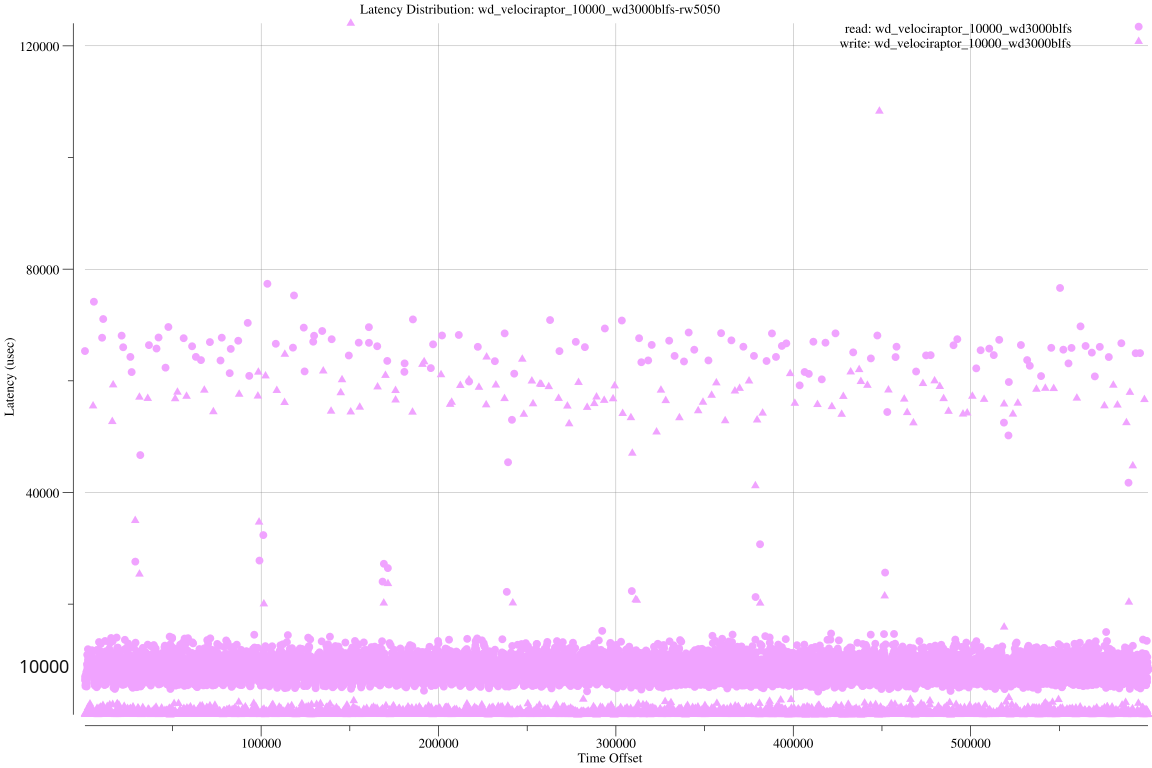 Latency Distribution: wd_velociraptor_10000_wd3000blfs-rw5050
read: wd_velociraptor_10000_wd3000blfs
write: wd_velociraptor_10000_wd3000blfs
120000
80000
Latency (usec)
40000
10000
100000 200000 300000 400000 500000
Time Offset